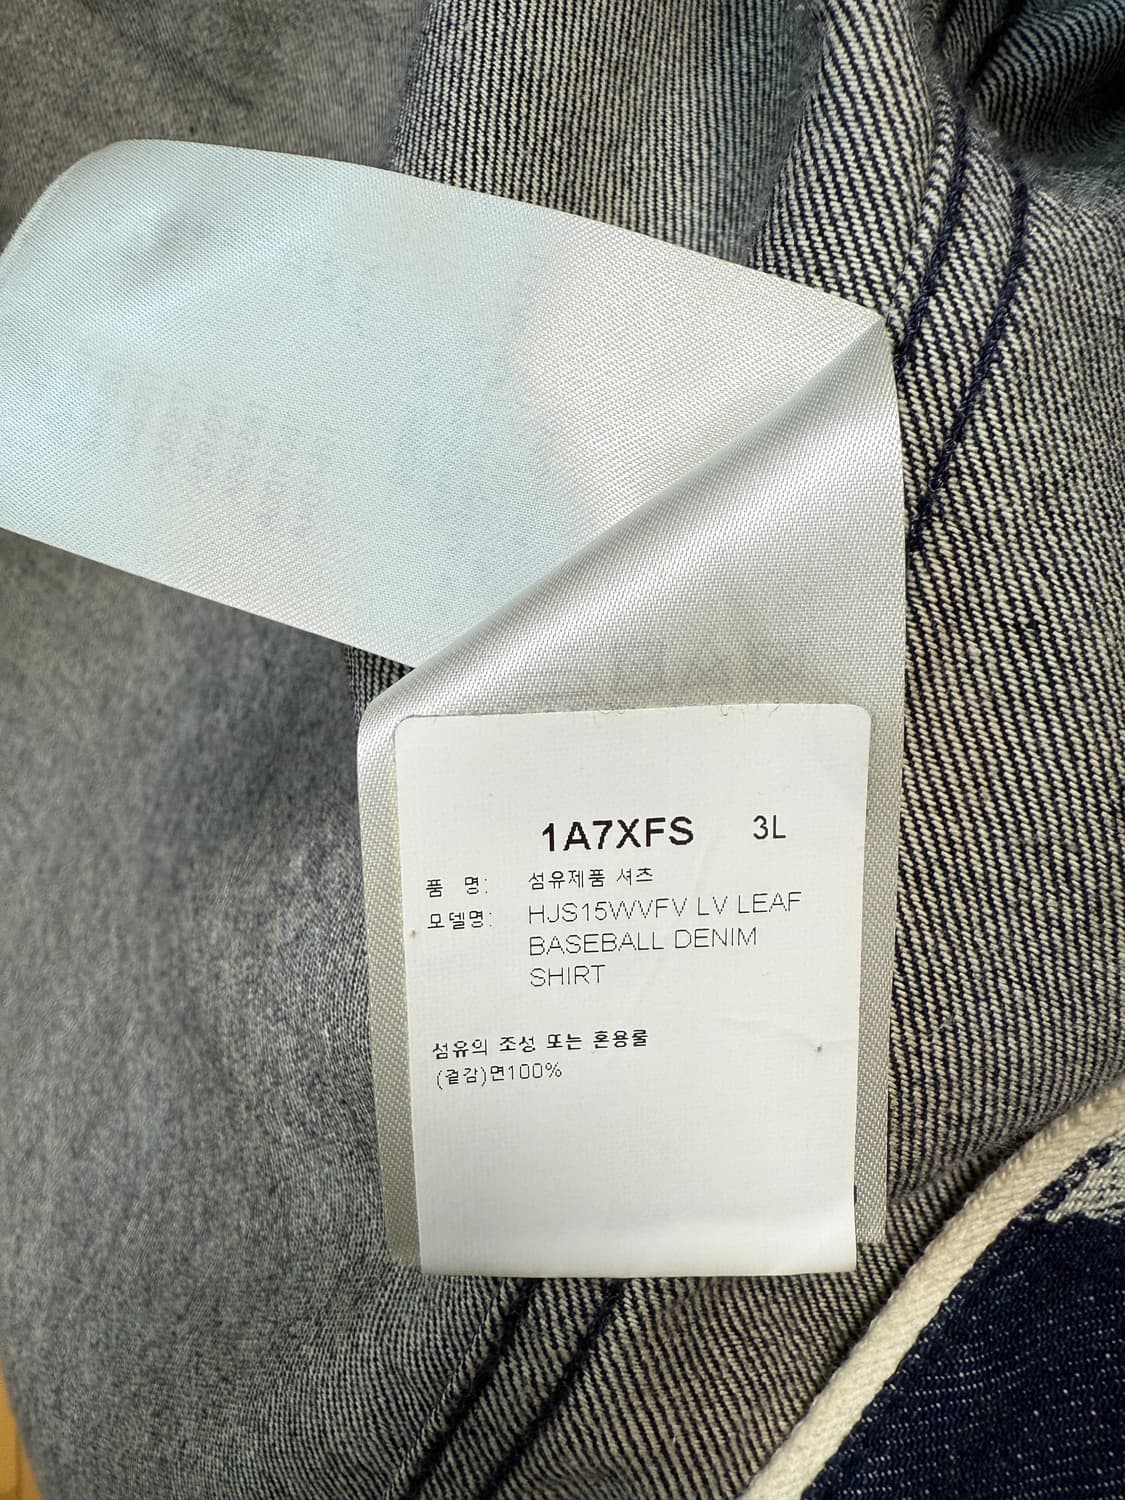 1A7XFS 3L
품 명: 섬유제품 셔츠
모델명: HJS15WVFV LV LEAF
BASEBALL DENIM
SHIRT
섬유의 조성 또는 혼용률
(겉감)면100%